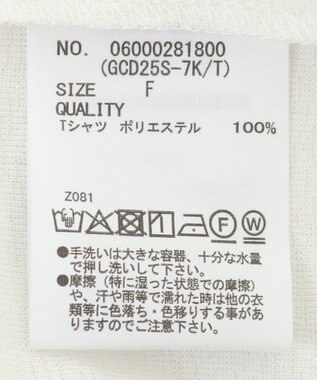 NO. 06000281800
(GCD25S-7K/T)
SIZE F
QUALITY
Tシャツ ポリエステル 100%
Z081
●手洗いは大きな容器、十分な水量
で押し洗いして下さい。
●摩擦（特に湿った状態での摩擦）
や、汗や雨等で濡れた時は他の衣
類等に色落ち・色移りする事があ
りますのでご注意下さい。